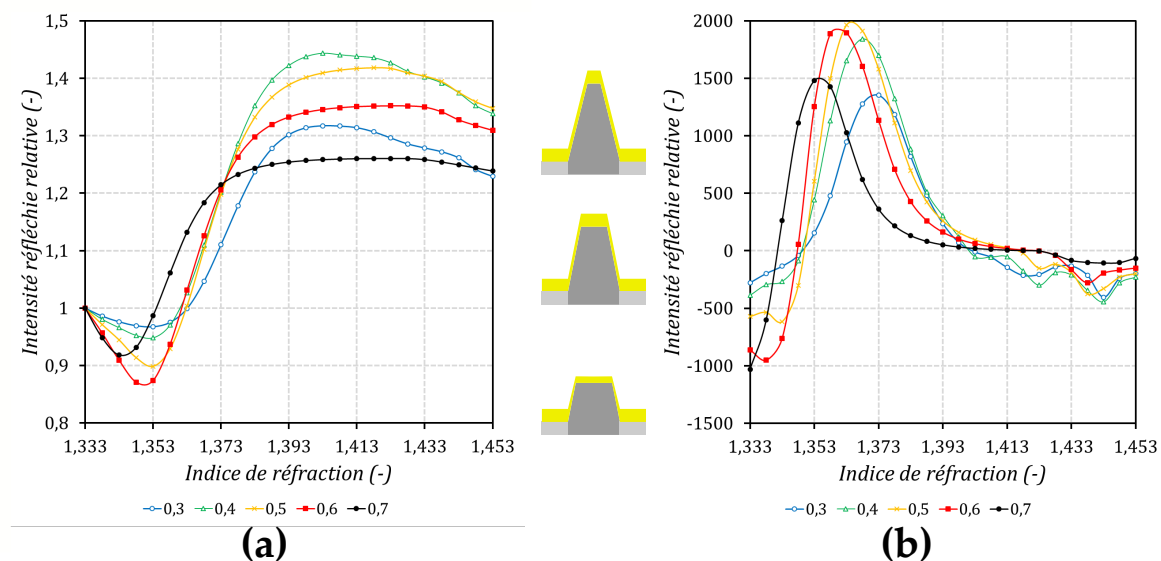 Intensité réfléchie relative (-)
1,5
1,4
1,3
1,2
1,1
1
0,9
0,8
1,333 1,353 1,373 1,393 1,413 1,433 1,453
Indice de réfraction (-)
0,3 0,4 0,5 0,6 0,7
(a)
Intensité réfléchie relative (-)
2000
1500
1000
500
0
-500
-1000
-1500
1,333 1,353 1,373 1,393 1,413 1,433 1,453
Indice de réfraction (-)
0,3 0,4 0,5 0,6 0,7
(b)